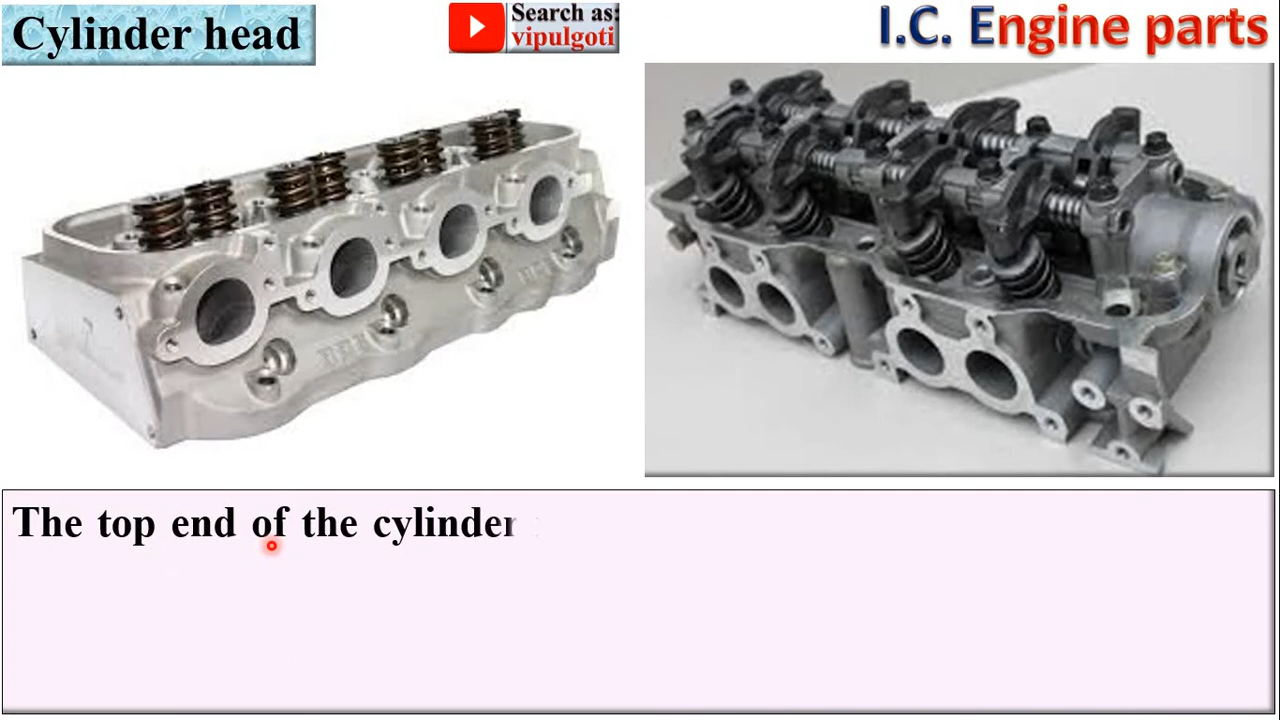 Cylinder head
Search as:
vipulgoti
I.C. Engine parts
The top end of the cylinder